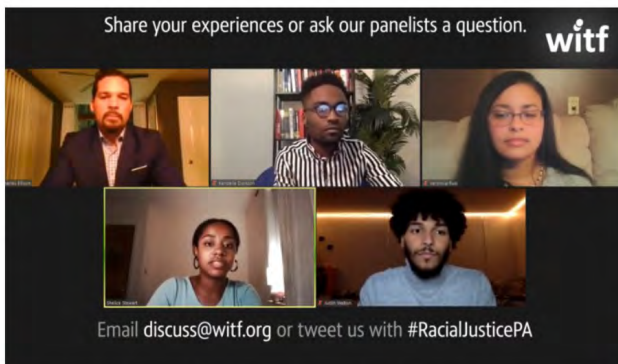 Share your experiences or ask our panelists a question.
witf
Email discuss@witf.org or tweet us with #RacialJusticePA